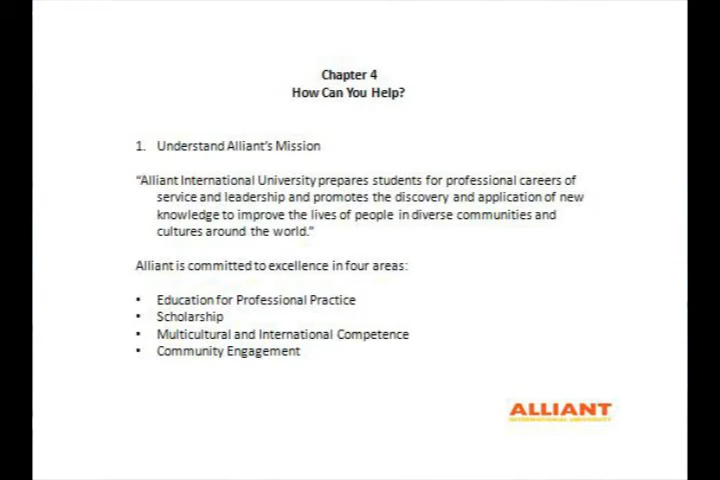 Chapter 4
How Can You Help?
1. Understand Alliant's Mission
"Alliant International University prepares students for professional careers of
service and leadership and promotes the discovery and application of new
knowledge to improve the lives of people in diverse communities and
cultures around the world."
Alliant is committed to excellence in four areas:
• Education for Professional Practice
• Scholarship
• Multicultural and International Competence
• Community Engagement
ALLIANT
INTERNATIONAL UNIVERSITY